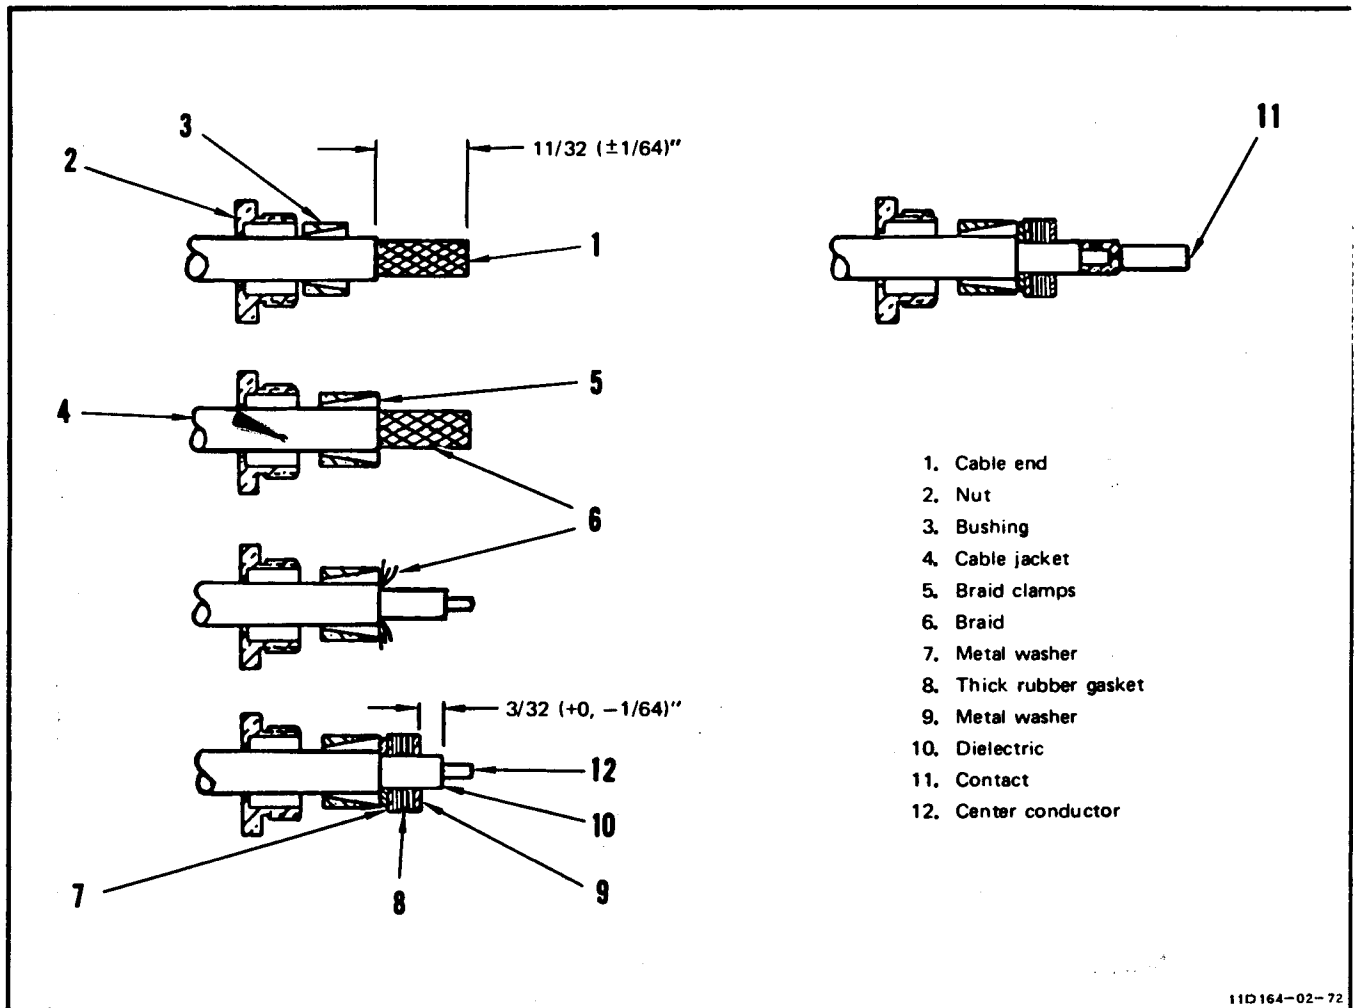 11
3
11/32 (±1/64)”
2
1
5
4
6
3/32 (+0, −1/64)”
12
10
7
8
9
1. Cable end
2. Nut
3. Bushing
4. Cable jacket
5. Braid clamps
6. Braid
7. Metal washer
8. Thick rubber gasket
9. Metal washer
10. Dielectric
11. Contact
12. Center conductor
11D164-02-72